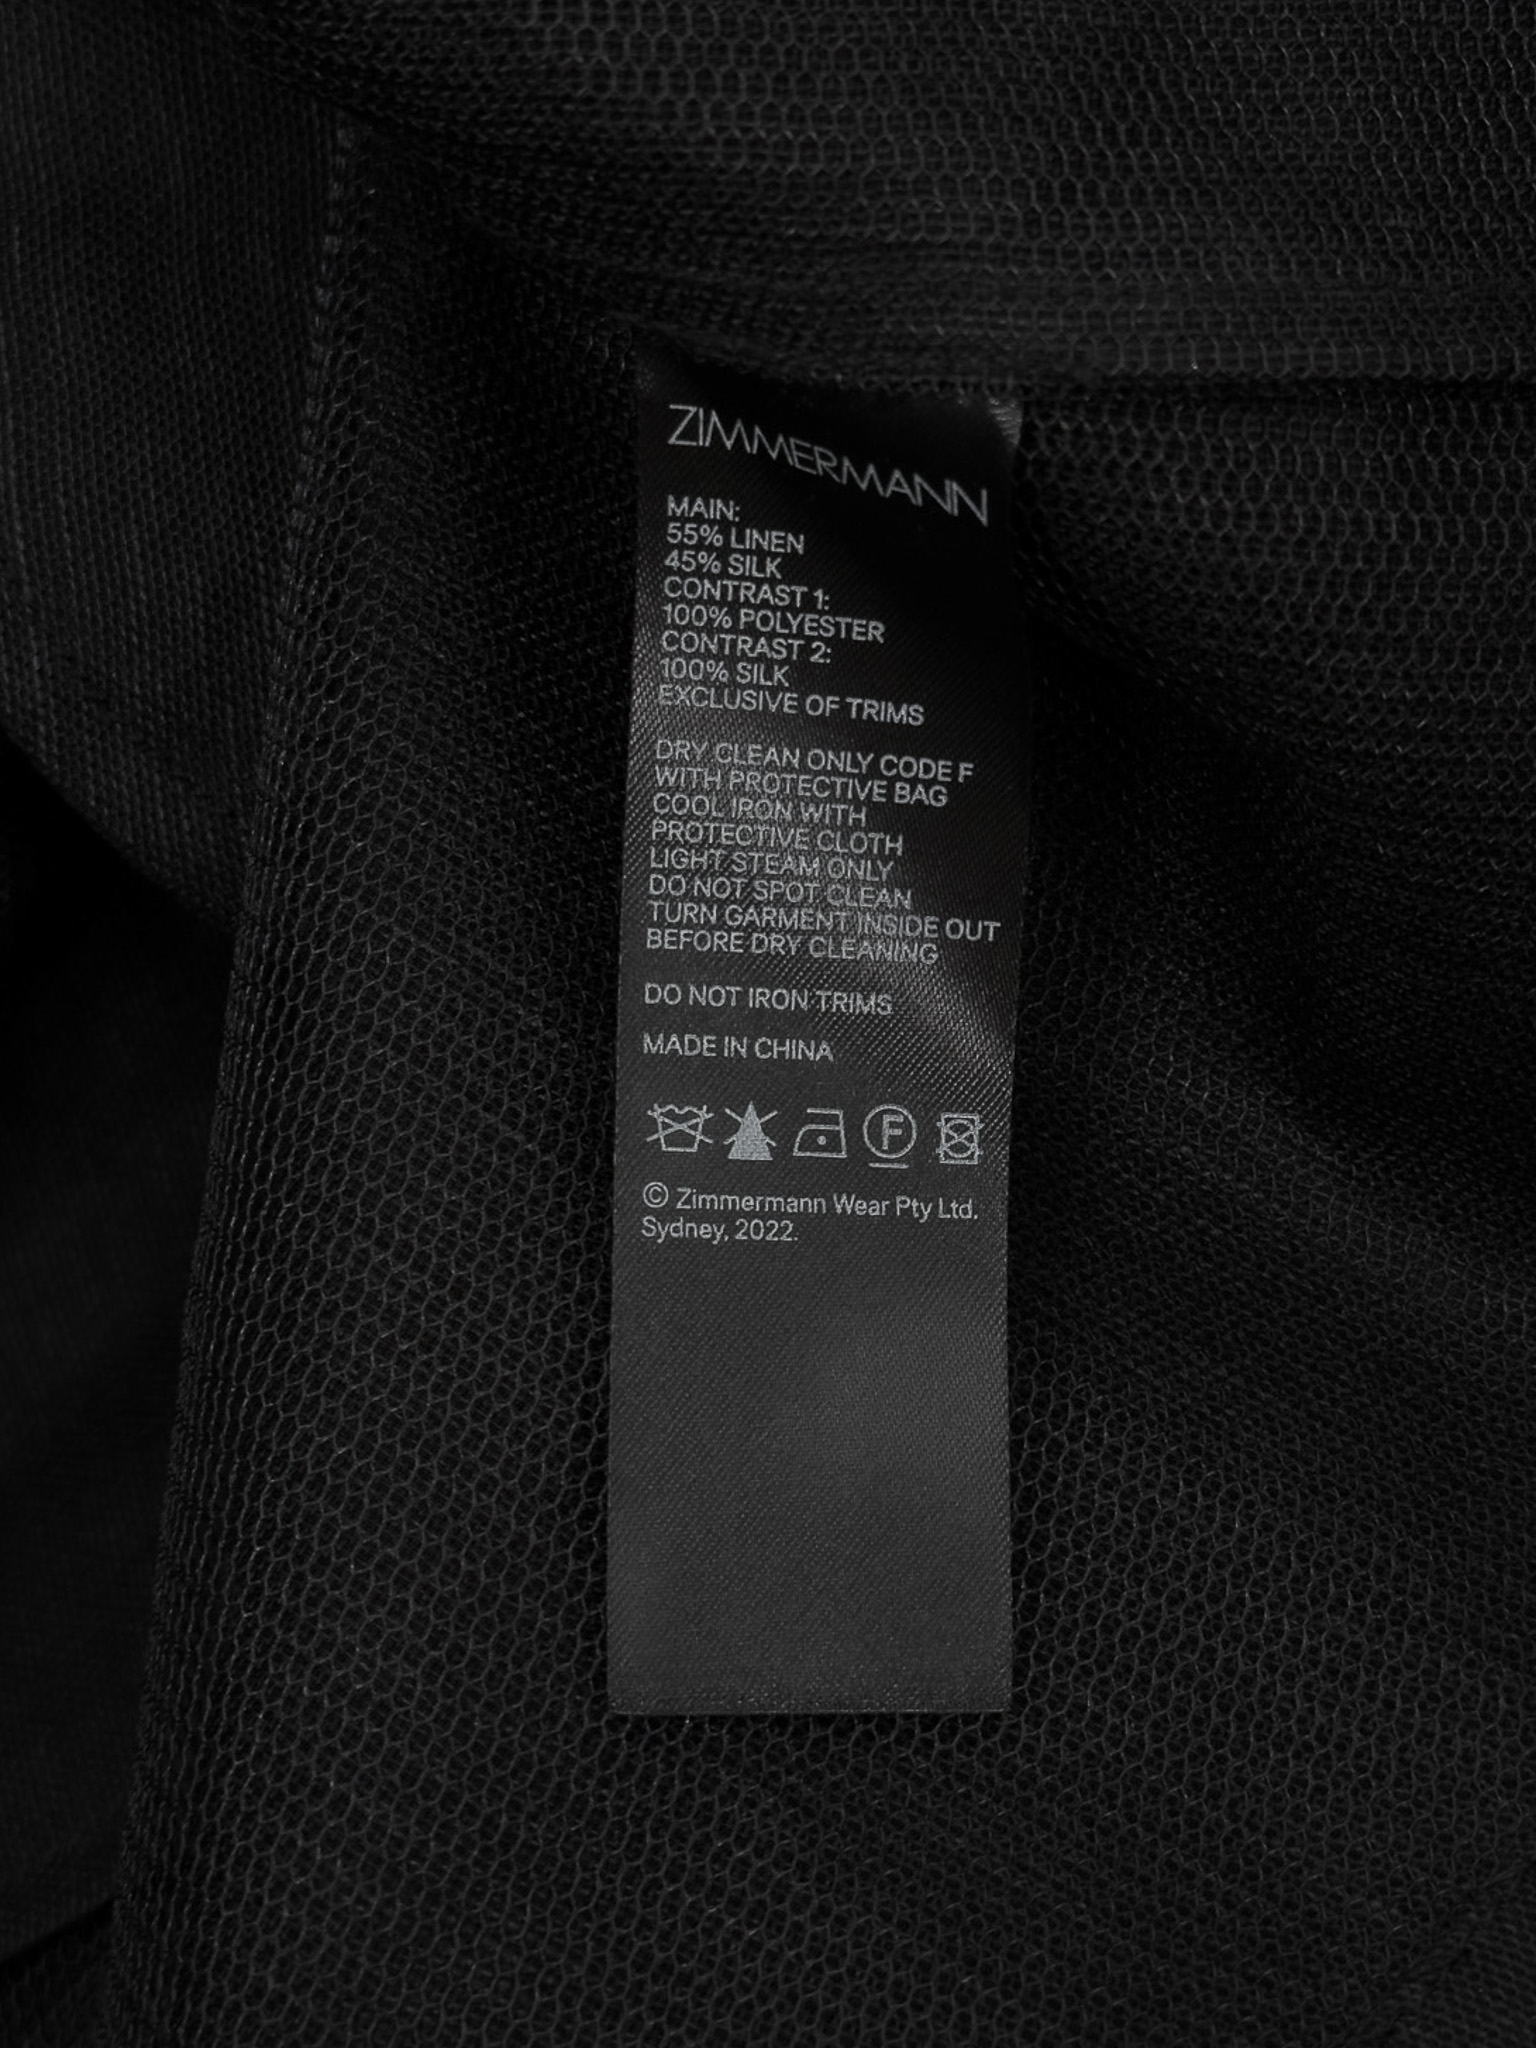 ZIMMERMANN
MAIN:
55% LINEN
45% SILK
CONTRAST 1:
100% POLYESTER
CONTRAST 2:
100% SILK
EXCLUSIVE OF TRIMS
DRY CLEAN ONLY CODE F
WITH PROTECTIVE BAG
COOL IRON WITH
PROTECTIVE CLOTH
LIGHT STEAM ONLY
DO NOT SPOT CLEAN
TURN GARMENT INSIDE OUT
BEFORE DRY CLEANING
DO NOT IRON TRIMS
MADE IN CHINA
F
© Zimmermann Wear Pty Ltd.
Sydney, 2022.